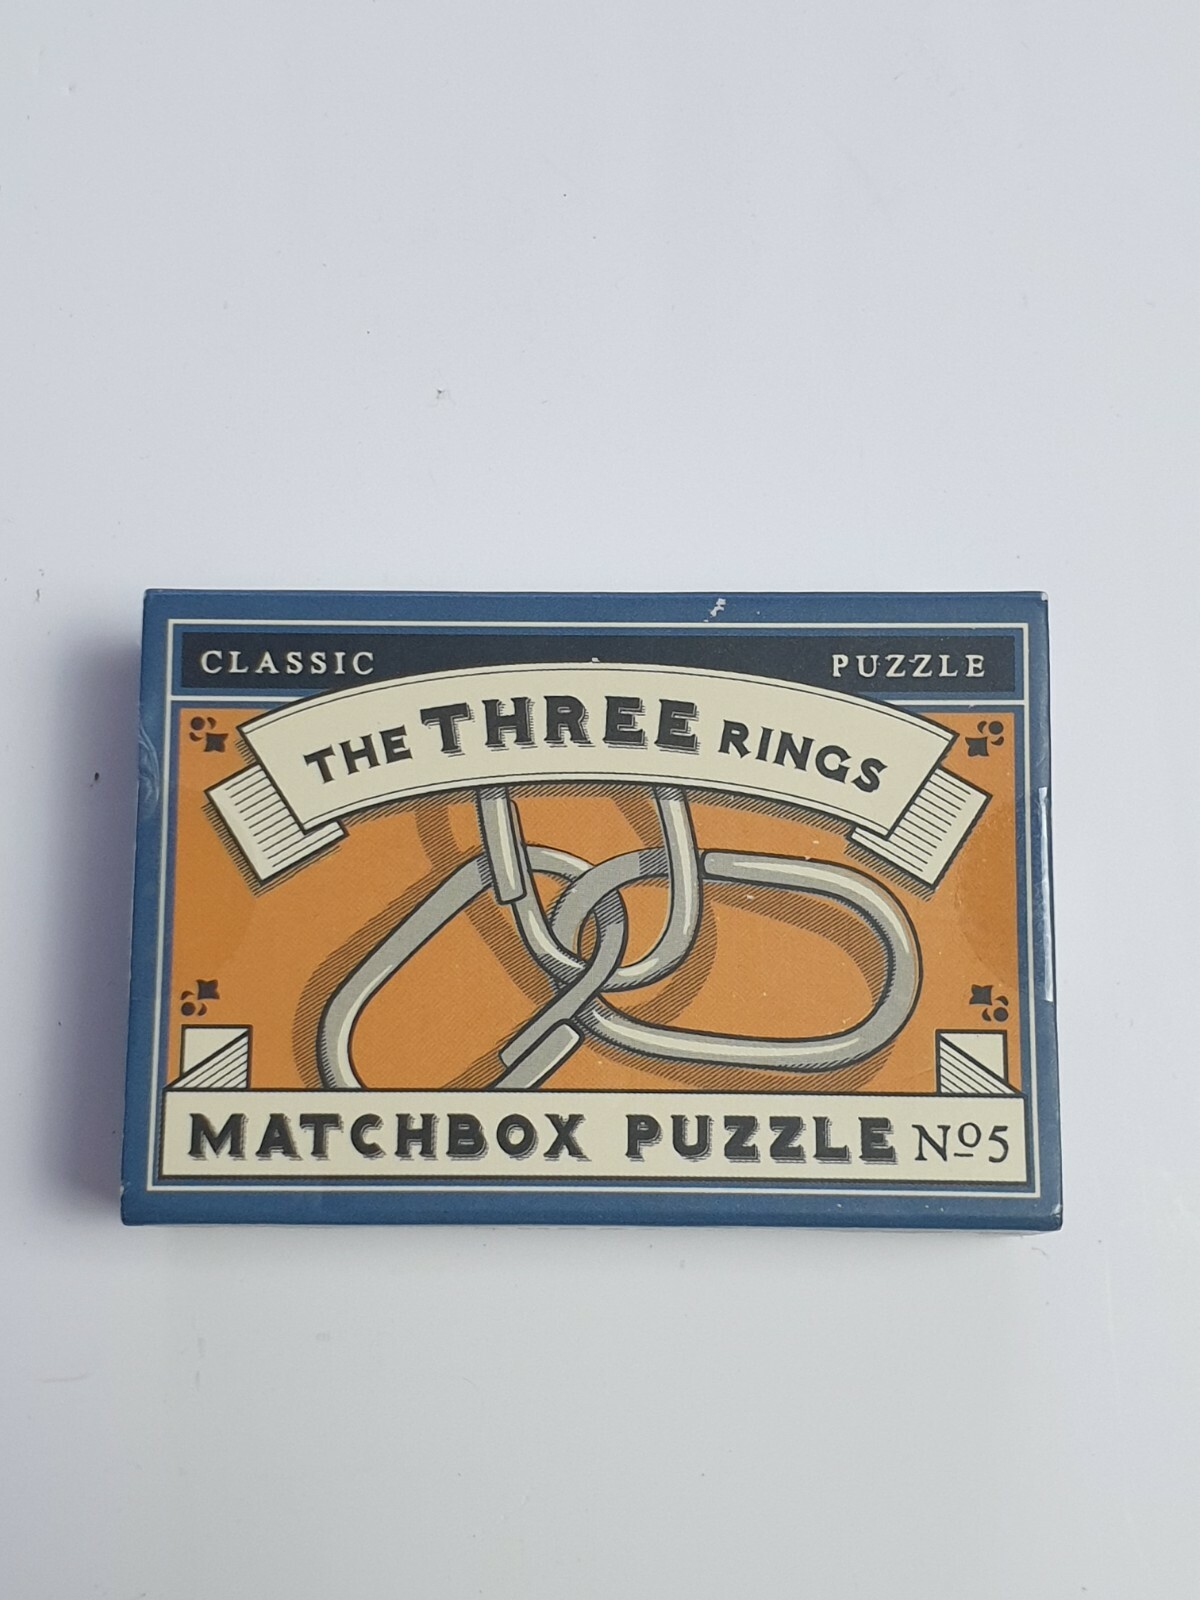 CLASSIC PUZZLE
THE THREE RINGS
MATCHBOX PUZZLE Nº5